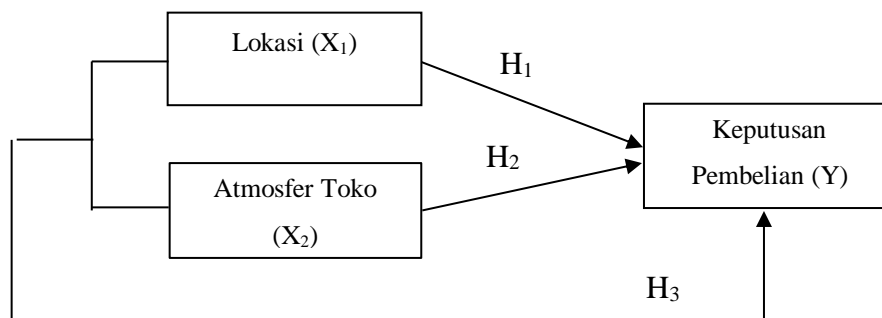 Lokasi (X₁)
H₁
Keputusan
Pembelian (Y)
H₂
Atmosfer Toko
(X₂)
H₃